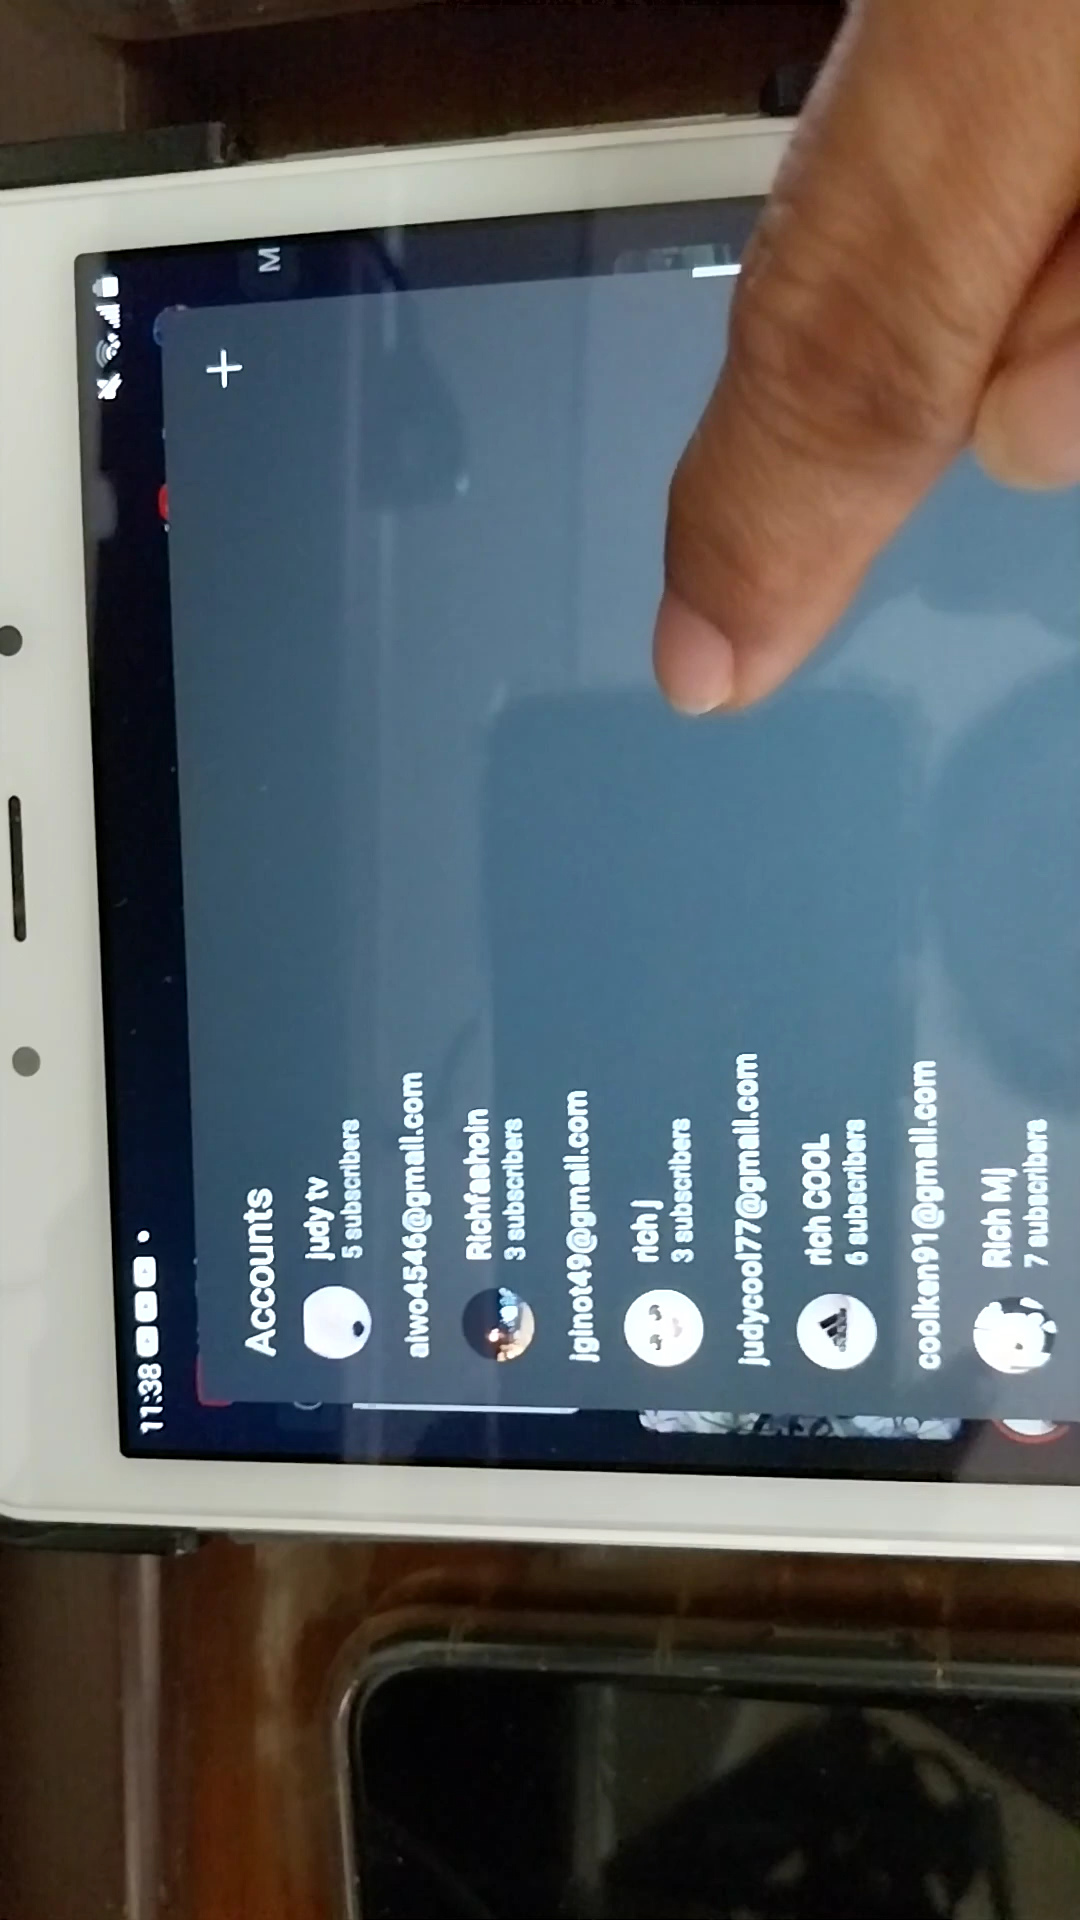 11:38
Accounts
judy tv
5 subscribers
aiwo4546@gmail.com
Richfashoin
3 subscribers
jginot49@gmail.com
rich j
3 subscribers
judycool77@gmail.com
rich COOL
6 subscribers
coolken91@gmail.com
Rich Mj
7 subscribers
M